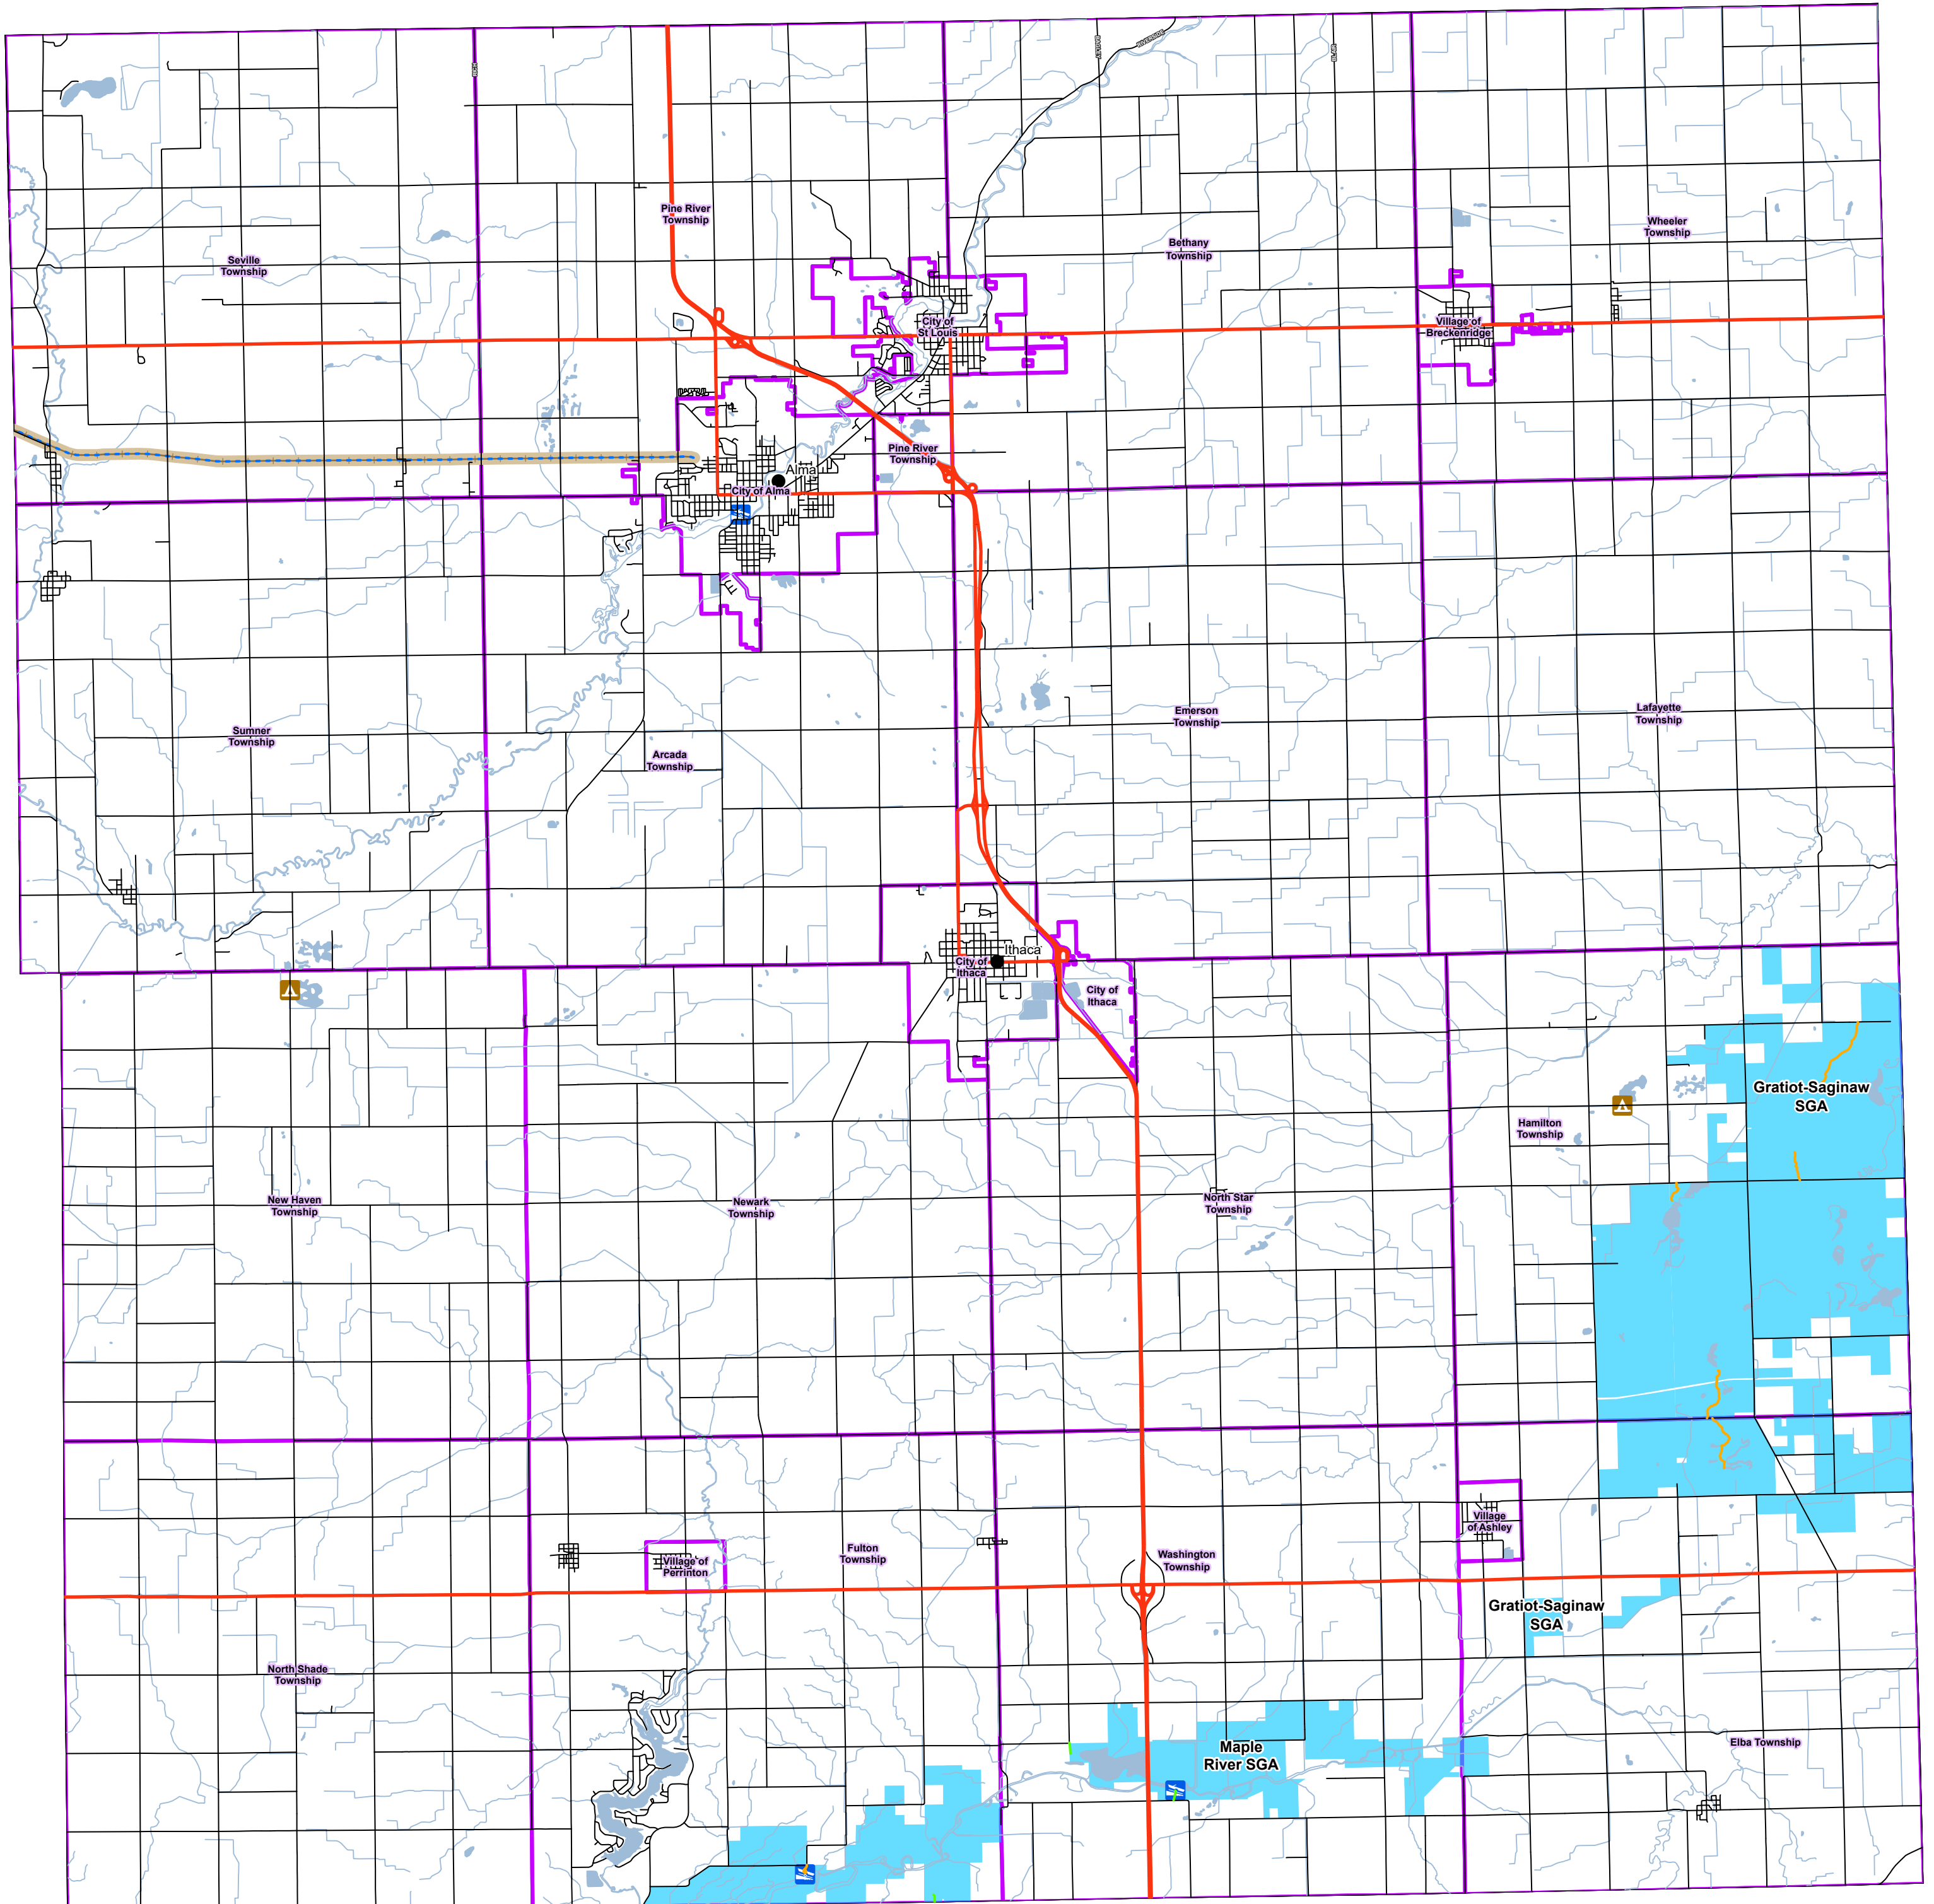 RIVERSIDE
Pine River
Township
Wheeler
Township
Bethany
Township
Seville
Township
City of
St Louis
Village of
Breckenridge
Pine River
Township
Alma
City of Alma
Emerson
Township
Lafayette
Township
Sumner
Township
Arcada
Township
Ithaca
City of
Ithaca
City of
Ithaca
Gratiot-Saginaw
SGA
Hamilton
Township
New Haven
Township
Newark
Township
North Star
Township
Village
of Ashley
Fulton
Township
Washington
Township
Village of
Perrinton
Gratiot-Saginaw
SGA
North Shade
Township
Maple
River SGA
Elba Township